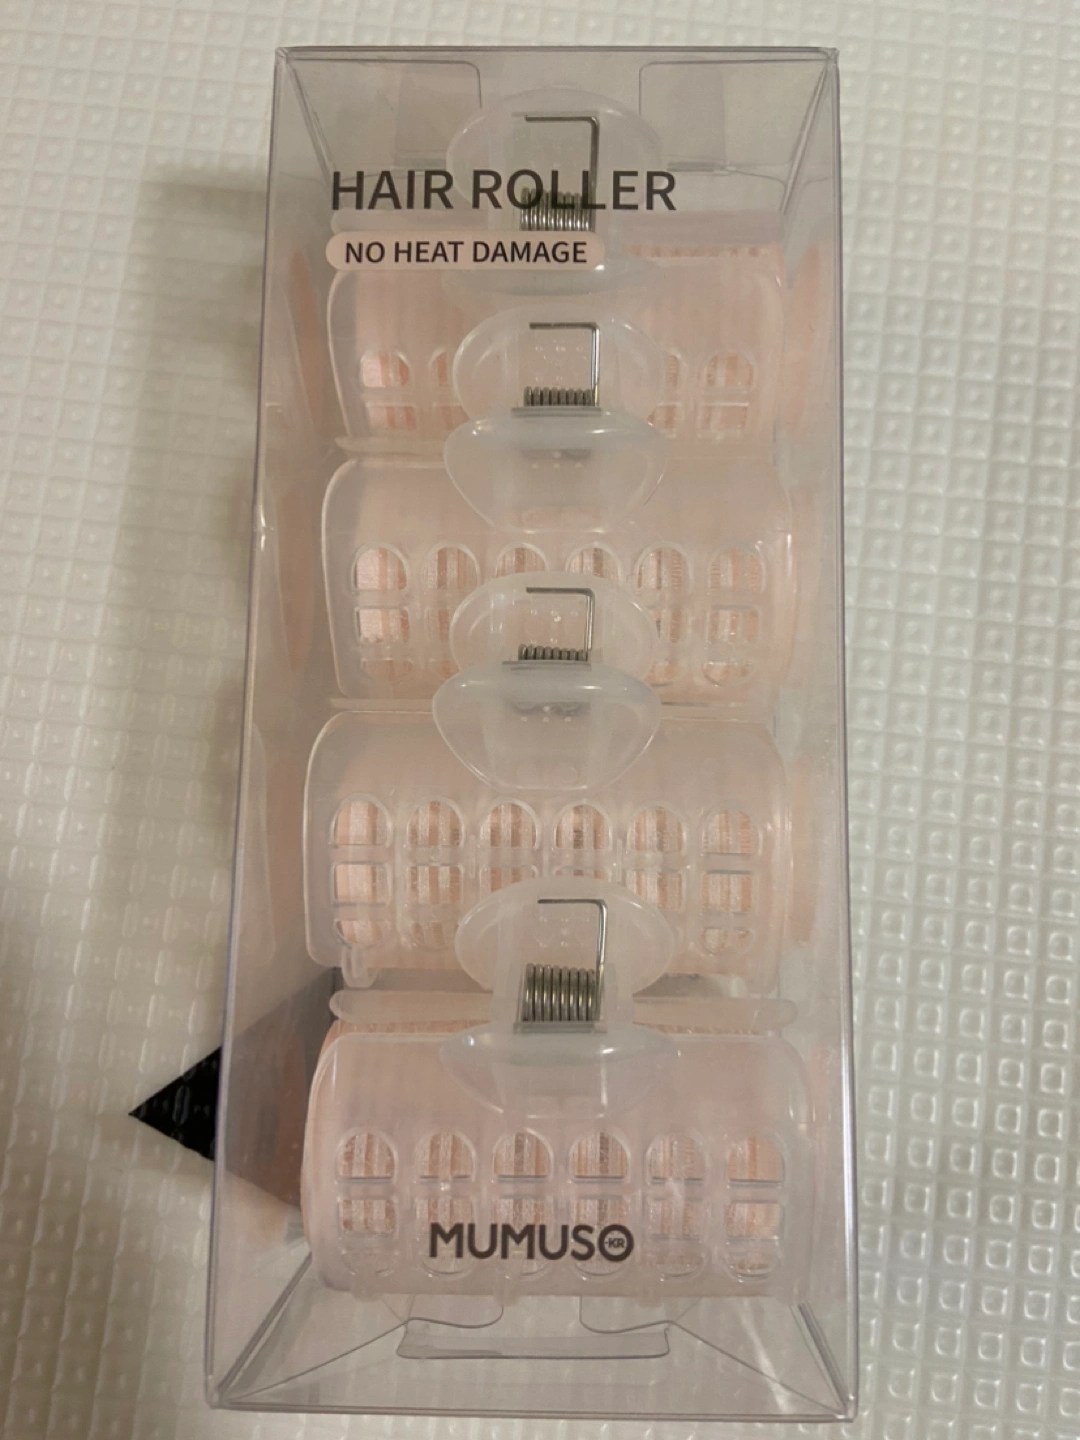 HAIR ROLLER
NO HEAT DAMAGE
MUMUSO KR